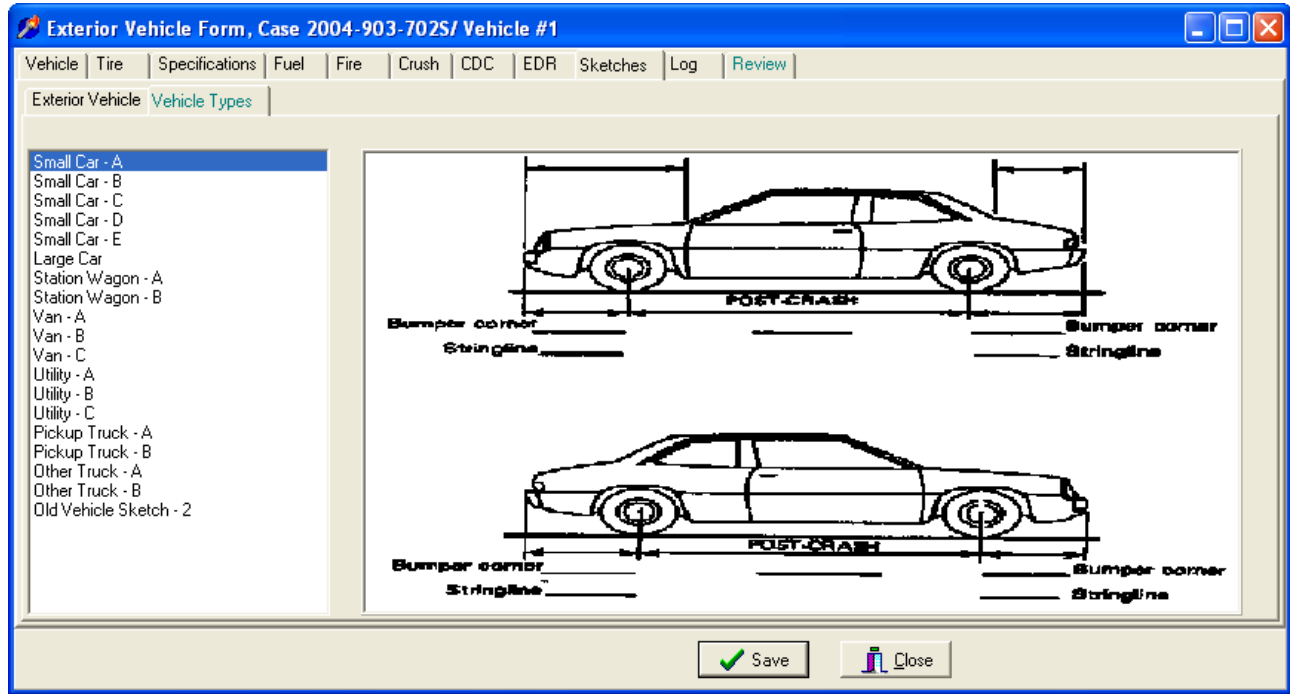 Exterior Vehicle Form, Case 2004-903-702S/ Vehicle #1
Vehicle Tire Specifications Fuel Fire Crush CDC EDR Sketches Log Review
Exterior Vehicle Vehicle Types
Small Car - A
Small Car - B
Small Car - C
Small Car - D
Small Car - E
Large Car
Station Wagon - A
Station Wagon - B
Van - A
Van - B
Van - C
Utility - A
Utility - B
Utility - C
Pickup Truck - A
Pickup Truck - B
Other Truck - A
Other Truck - B
Old Vehicle Sketch - 2
POST-CRASH
Bumper corner Bumper corner
Stringline Stringline
POST-CRASH
Bumper corner Bumper corner
Stringline Stringline
Save Close